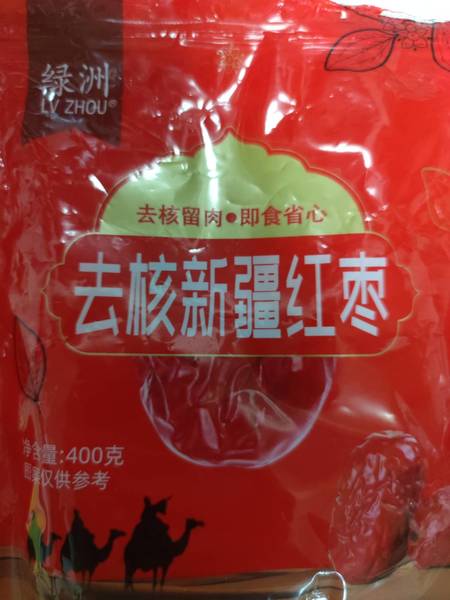 绿洲
LV ZHOU®
去核留肉●即食省心
去核新疆红枣
净含量:400克
图案仅供参考